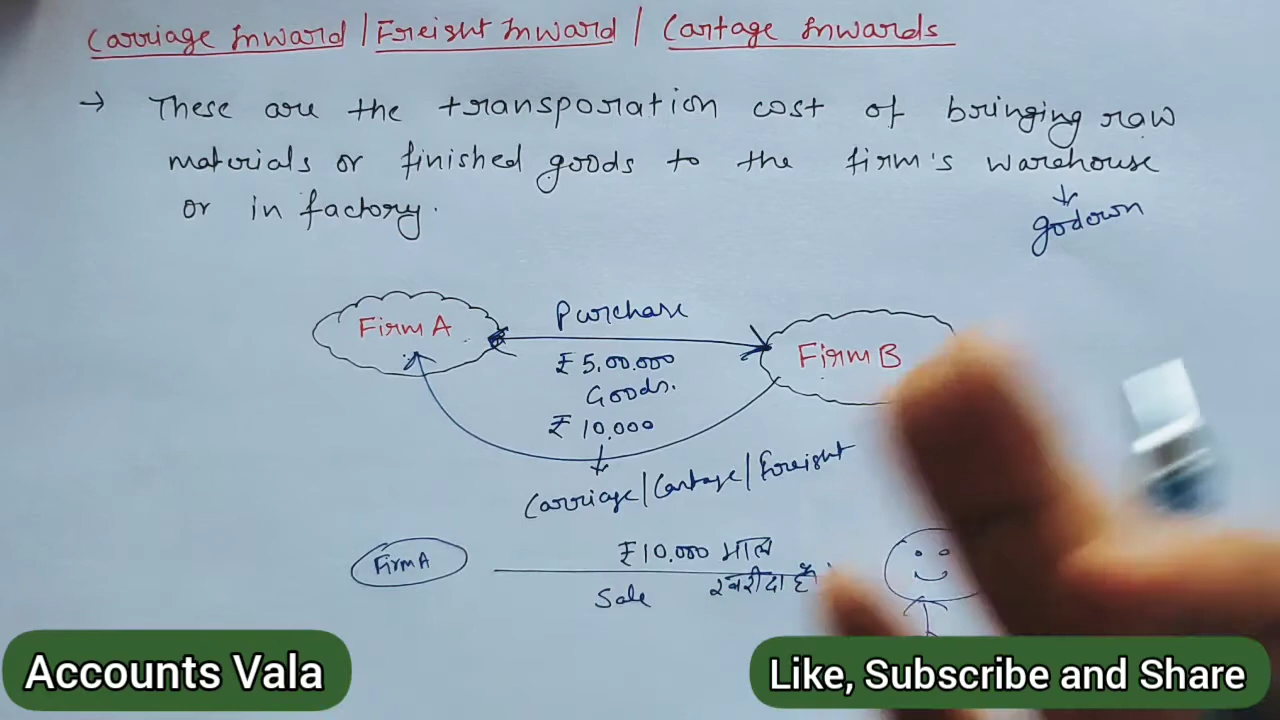 Carriage Inward / Freight Inward / Cartage Inwards
→ These are the transporation cost of bringing raw
materials or finished goods to the firm's warehouse
or in factory.
godown
Firm A
Purchase
Firm B
₹ 5,00,000
Goods.
₹ 10,000
Carriage/Cartage/Freight
Firm A
₹10,000 माल
Sale खरीदा है
Accounts Vala
Like, Subscribe and Share